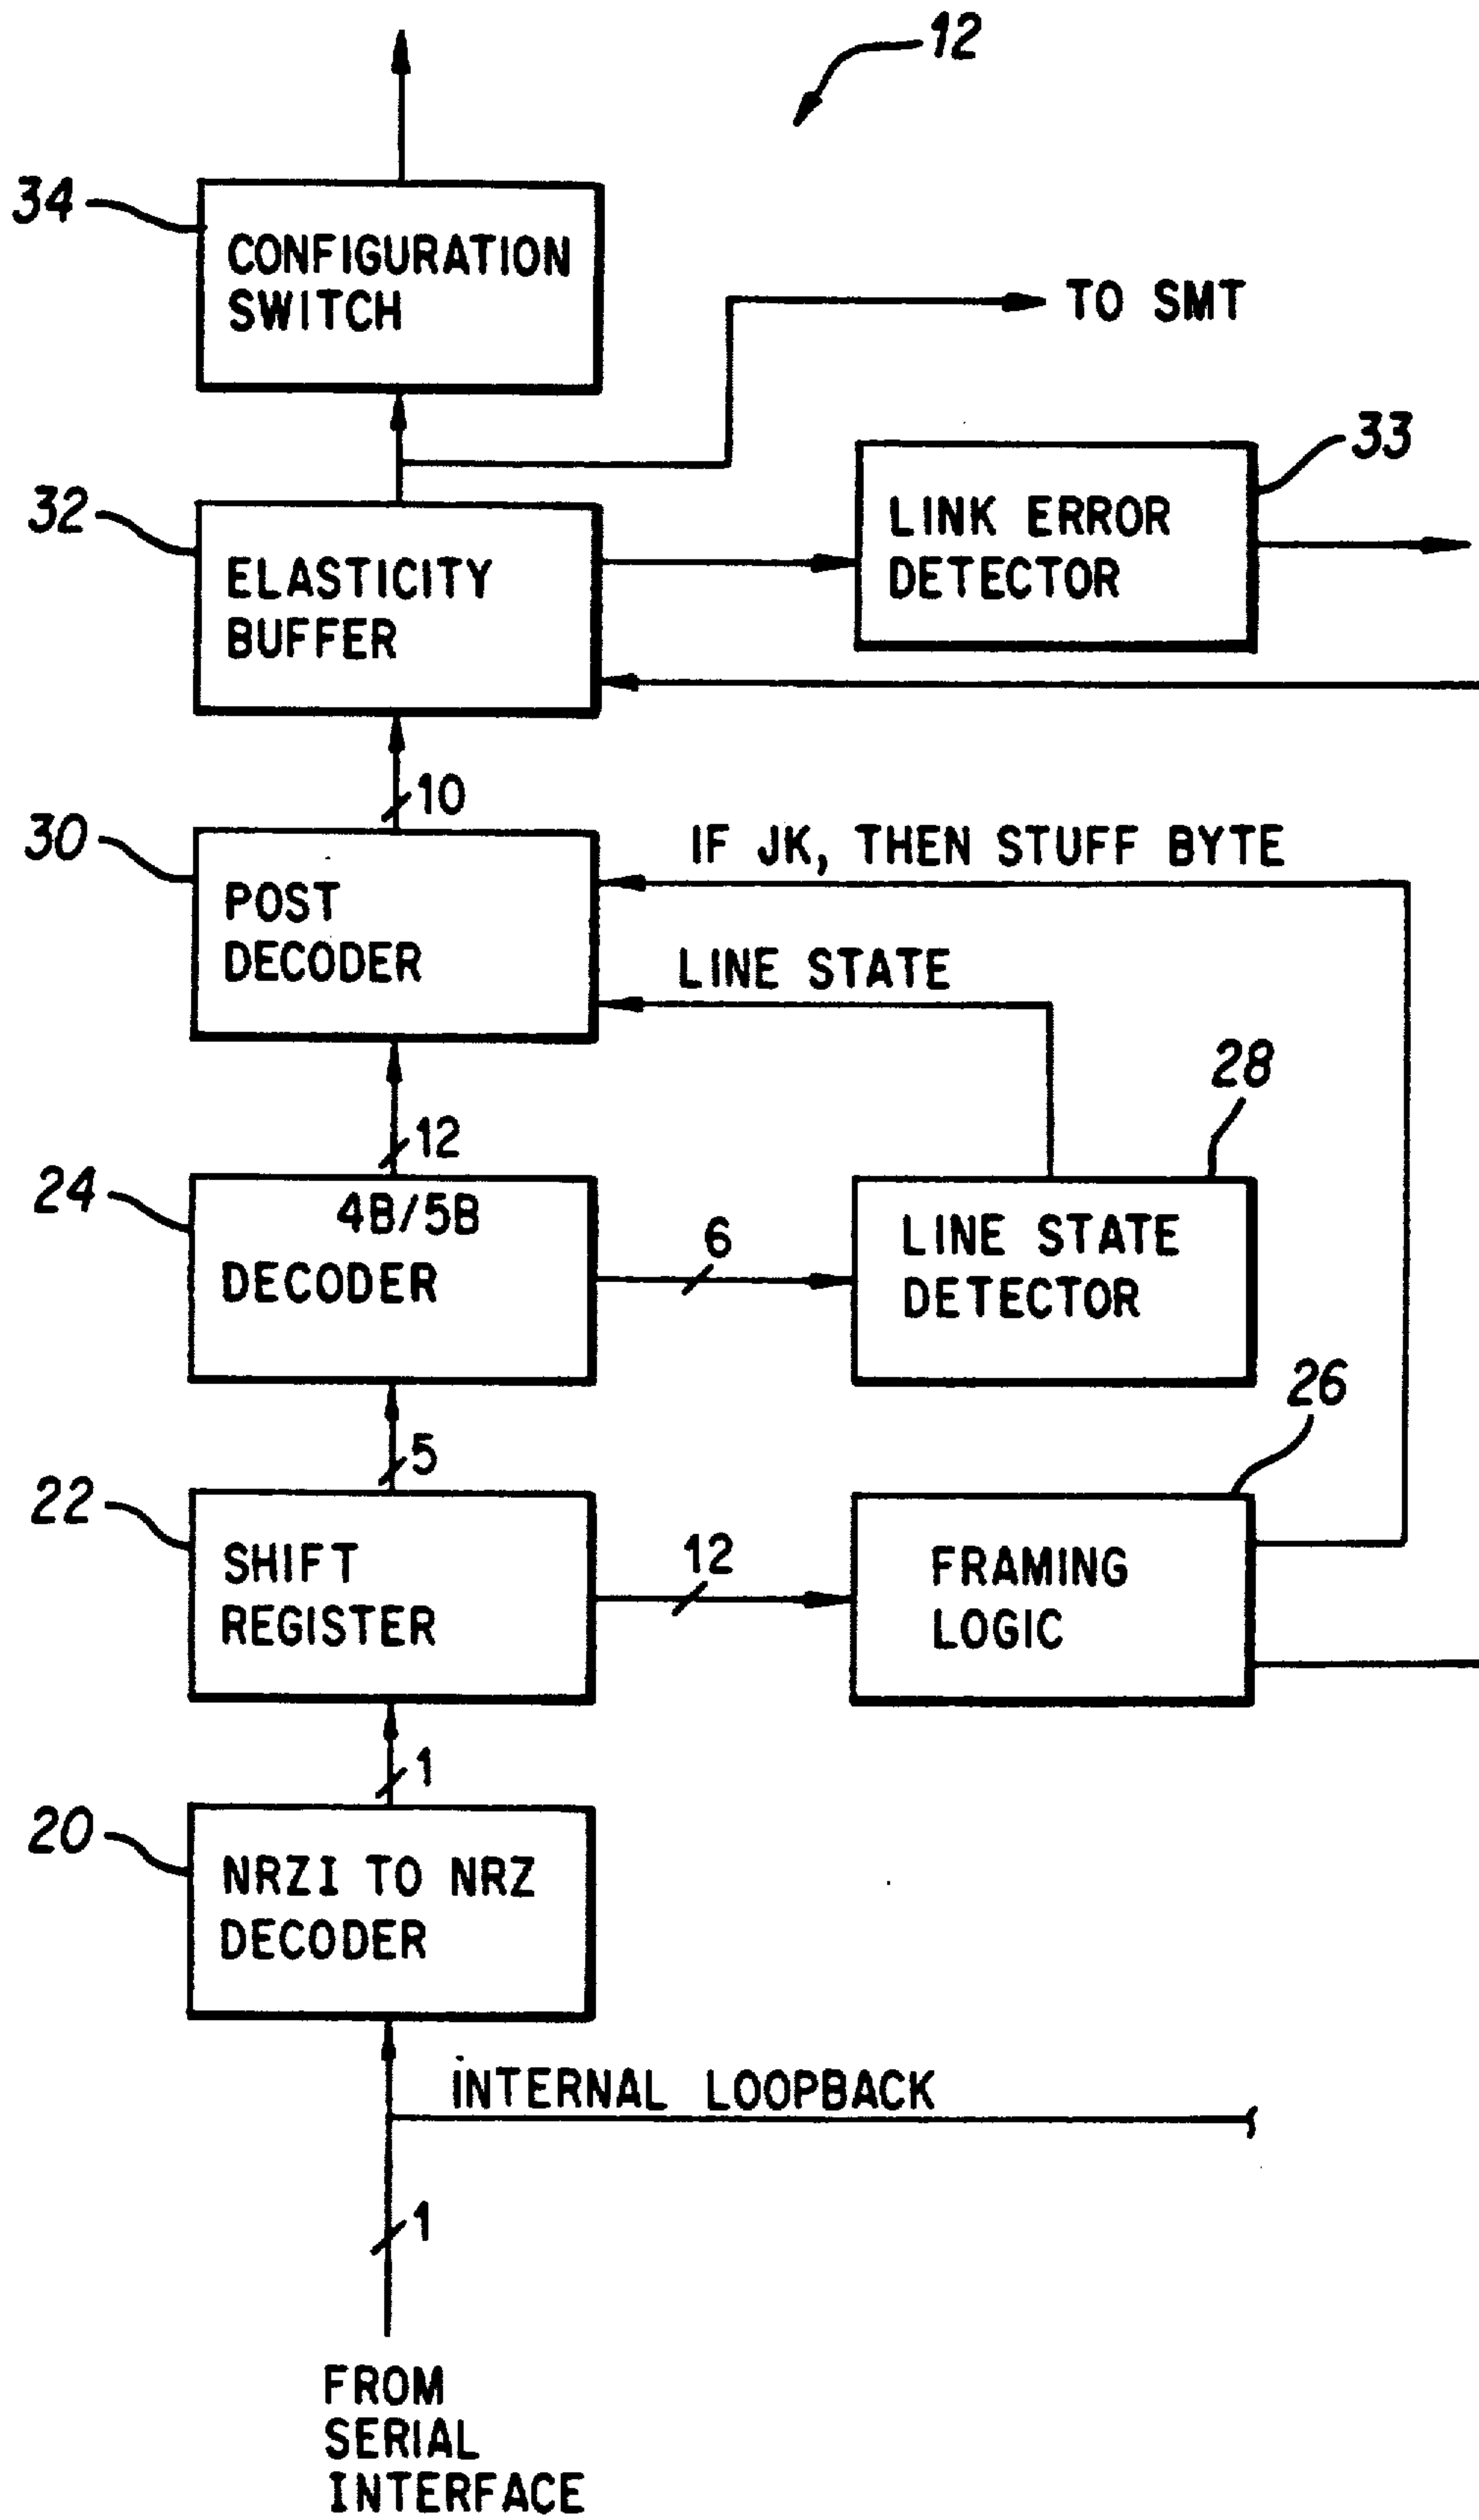 12
34
CONFIGURATION
SWITCH
TO SMT
33
32
LINK ERROR
DETECTOR
ELASTICITY
BUFFER
10
30
IF JK, THEN STUFF BYTE
POST
DECODER
LINE STATE
28
12
24
4B/5B
DECODER
6
LINE STATE
DETECTOR
26
5
22
SHIFT
REGISTER
12
FRAMING
LOGIC
1
20
NRZI TO NRZ
DECODER
INTERNAL LOOPBACK
1
FROM
SERIAL
INTERFACE